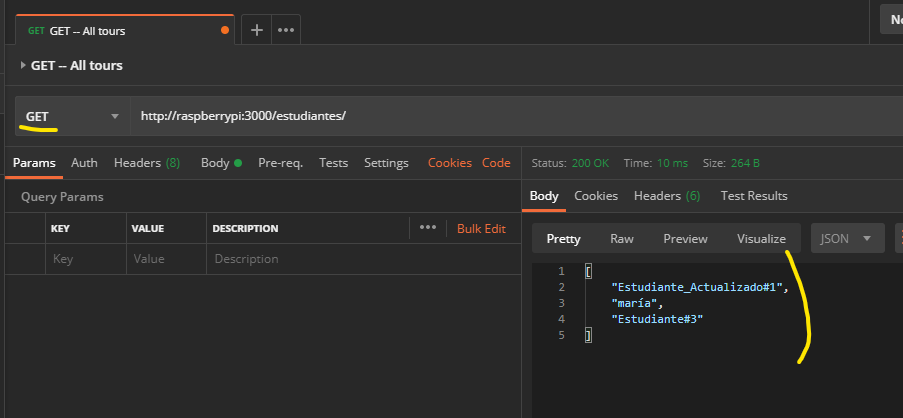 GET GET -- All tours
No
GET -- All tours
GET http://raspberrypi:3000/estudiantes/
Params Auth Headers (8) Body Pre-req. Tests Settings Cookies Code
Status: 200 OK Time: 10 ms Size: 264 B
Query Params
Body Cookies Headers (6) Test Results
KEY VALUE DESCRIPTION ••• Bulk Edit
Key Value Description
Pretty Raw Preview Visualize JSON
1 [
2 "Estudiante_Actualizado#1",
3 "maría",
4 "Estudiante#3"
5 ]